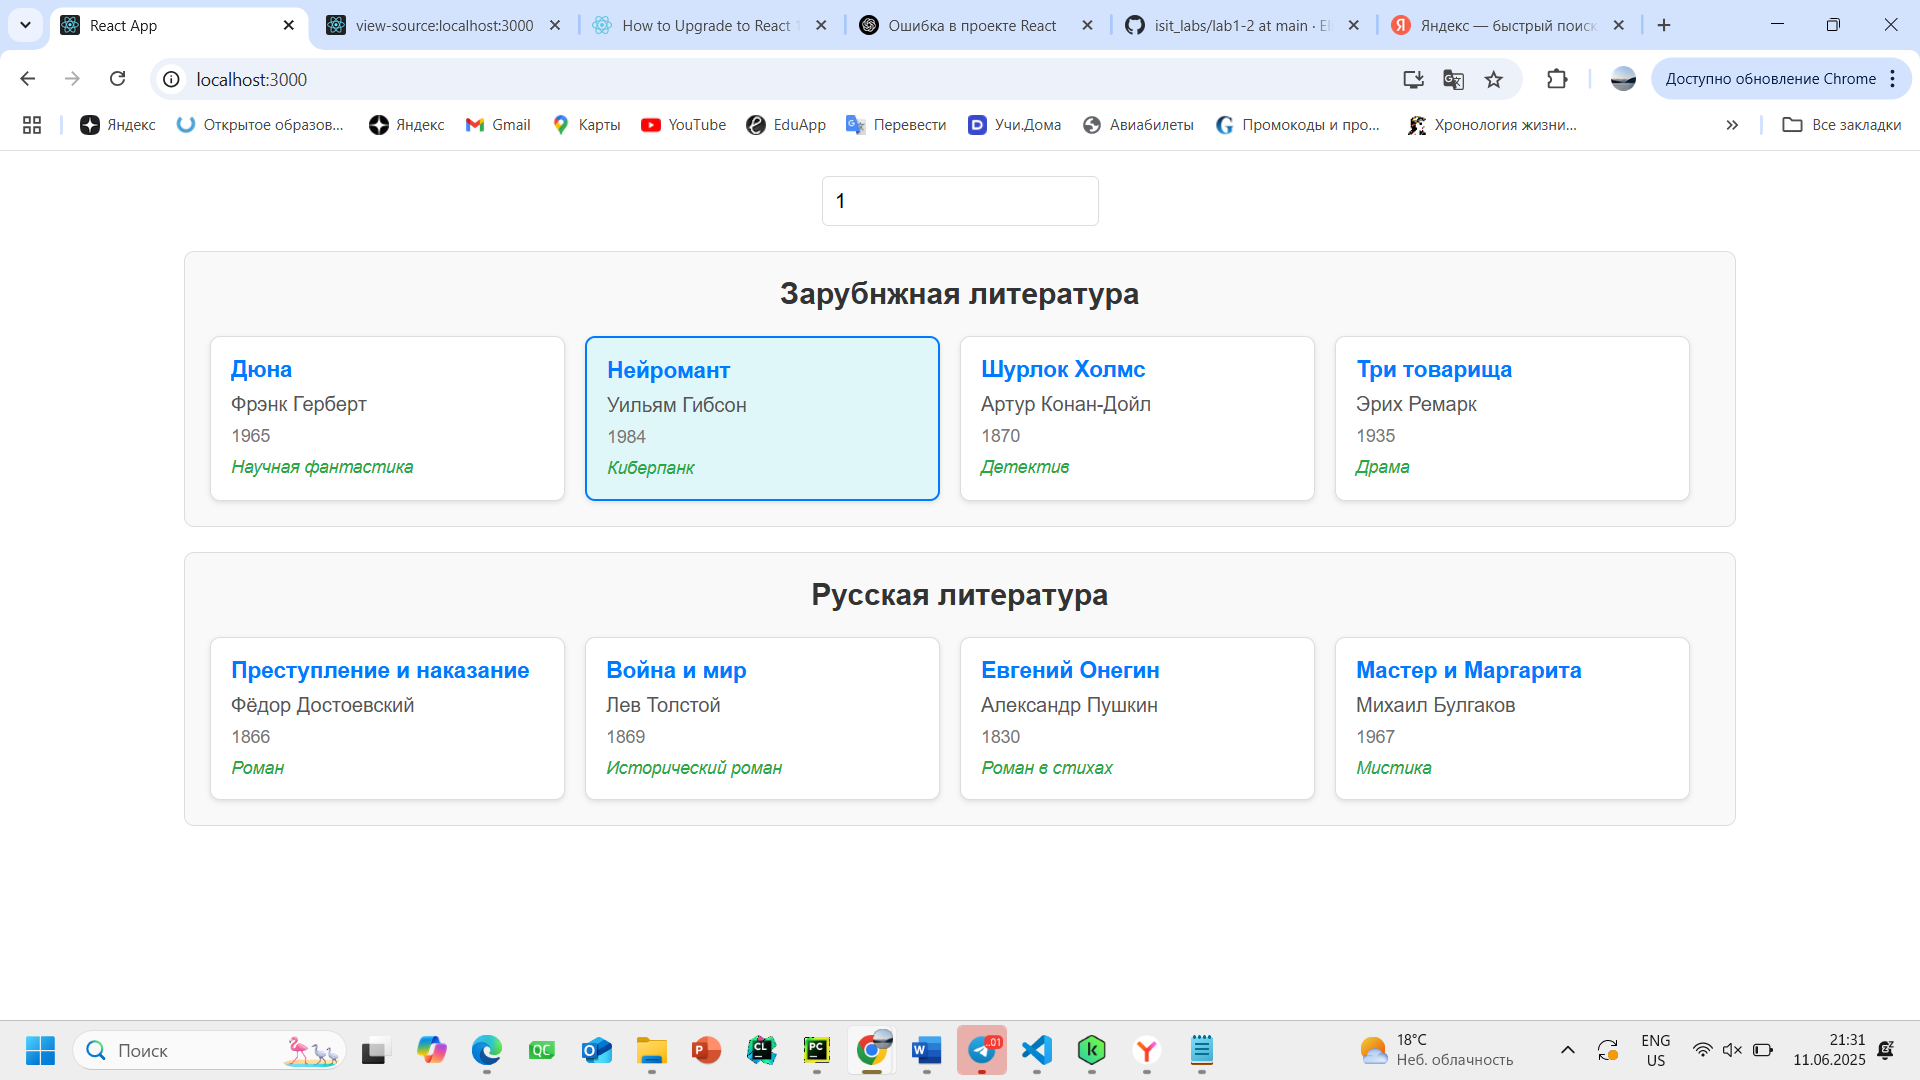 React App
view-source:localhost:3000
How to Upgrade to React 1
Ошибка в проекте React
isit_labs/lab1-2 at main · El
Яндекс — быстрый поиск
localhost:3000
Доступно обновление Chrome
Яндекс
Открытое образов...
Яндекс
Gmail
Карты
YouTube
EduApp
Перевести
Учи.Дома
Авиабилеты
Промокоды и про...
Хронология жизни...
Все закладки
1
Зарубнжная литература
Дюна
Фрэнк Герберт
1965
Научная фантастика
Нейромант
Уильям Гибсон
1984
Киберпанк
Шурлок Холмс
Артур Конан-Дойл
1870
Детектив
Три товарища
Эрих Ремарк
1935
Драма
Русская литература
Преступление и наказание
Фёдор Достоевский
1866
Роман
Война и мир
Лев Толстой
1869
Исторический роман
Евгений Онегин
Александр Пушкин
1830
Роман в стихах
Мастер и Маргарита
Михаил Булгаков
1967
Мистика
Поиск
18°C
Неб. облачность
ENG
US
21:31
11.06.2025